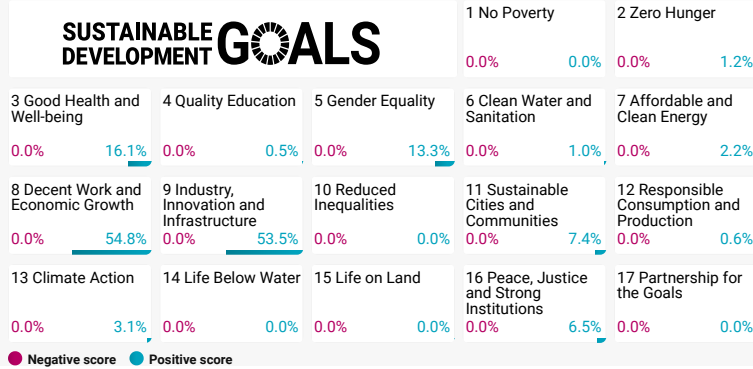 SUSTAINABLE
DEVELOPMENT
GOALS
1 No Poverty
0.0% 0.0%
2 Zero Hunger
0.0% 1.2%
3 Good Health and
Well-being
0.0% 16.1%
4 Quality Education
0.0% 0.5%
5 Gender Equality
0.0% 13.3%
6 Clean Water and
Sanitation
0.0% 1.0%
7 Affordable and
Clean Energy
0.0% 2.2%
8 Decent Work and
Economic Growth
0.0% 54.8%
9 Industry,
Innovation and
Infrastructure
0.0% 53.5%
10 Reduced
Inequalities
0.0% 0.0%
11 Sustainable
Cities and
Communities
0.0% 7.4%
12 Responsible
Consumption and
Production
0.0% 0.6%
13 Climate Action
0.0% 3.1%
14 Life Below Water
0.0% 0.0%
15 Life on Land
0.0% 0.0%
16 Peace, Justice
and Strong
Institutions
0.0% 6.5%
17 Partnership for
the Goals
0.0% 0.0%
Negative score Positive score